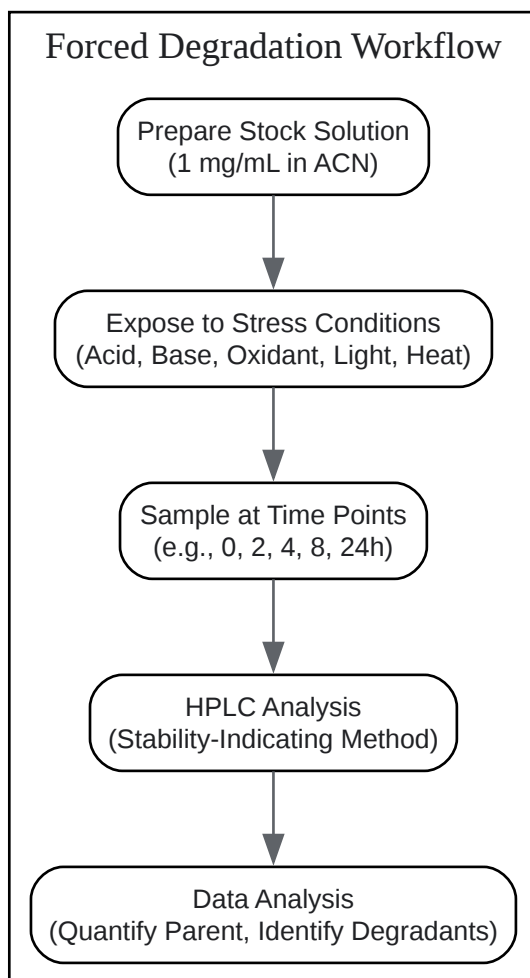 Forced Degradation Workflow
Prepare Stock Solution
(1 mg/mL in ACN)
Expose to Stress Conditions
(Acid, Base, Oxidant, Light, Heat)
Sample at Time Points
(e.g., 0, 2, 4, 8, 24h)
HPLC Analysis
(Stability-Indicating Method)
Data Analysis
(Quantify Parent, Identify Degradants)